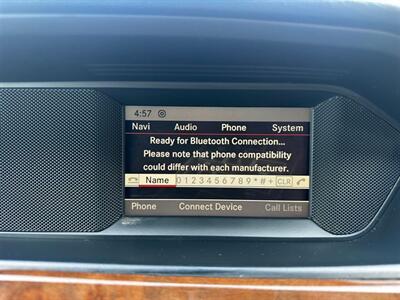 4:57
Navi Audio Phone System
Ready for Bluetooth Connection...
Please note that phone compatibility
could differ with each manufacturer.
Name 0 1 2 3 4 5 6 7 8 9 * # + CLR
Phone Connect Device Call Lists